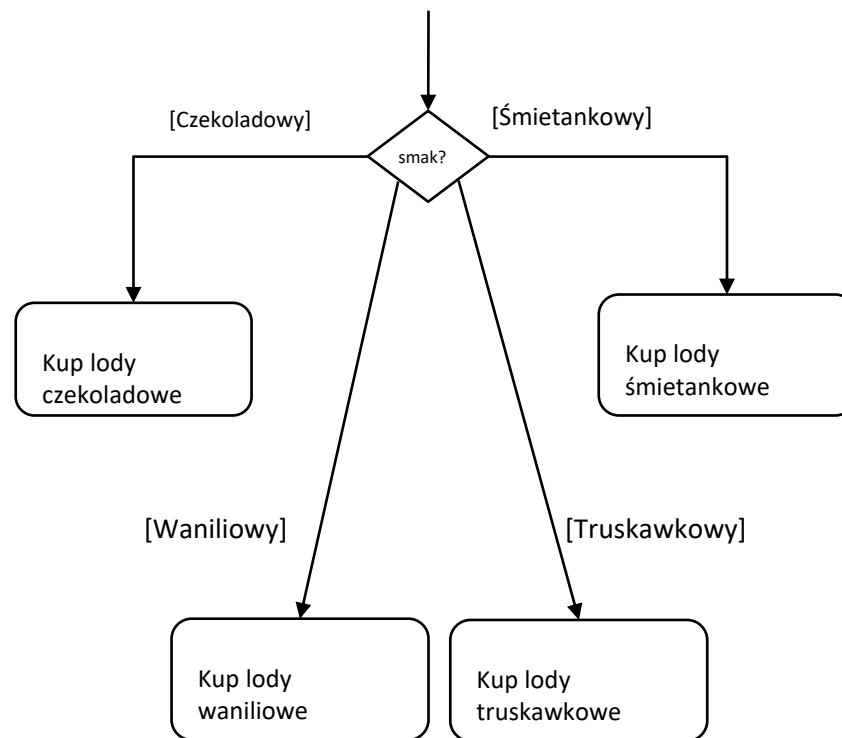 [Czekoladowy]
[Śmietankowy]
smak?
Kup lody
czekoladowe
Kup lody
śmietankowe
[Waniliowy]
[Truskawkowy]
Kup lody
waniliowe
Kup lody
truskawkowe